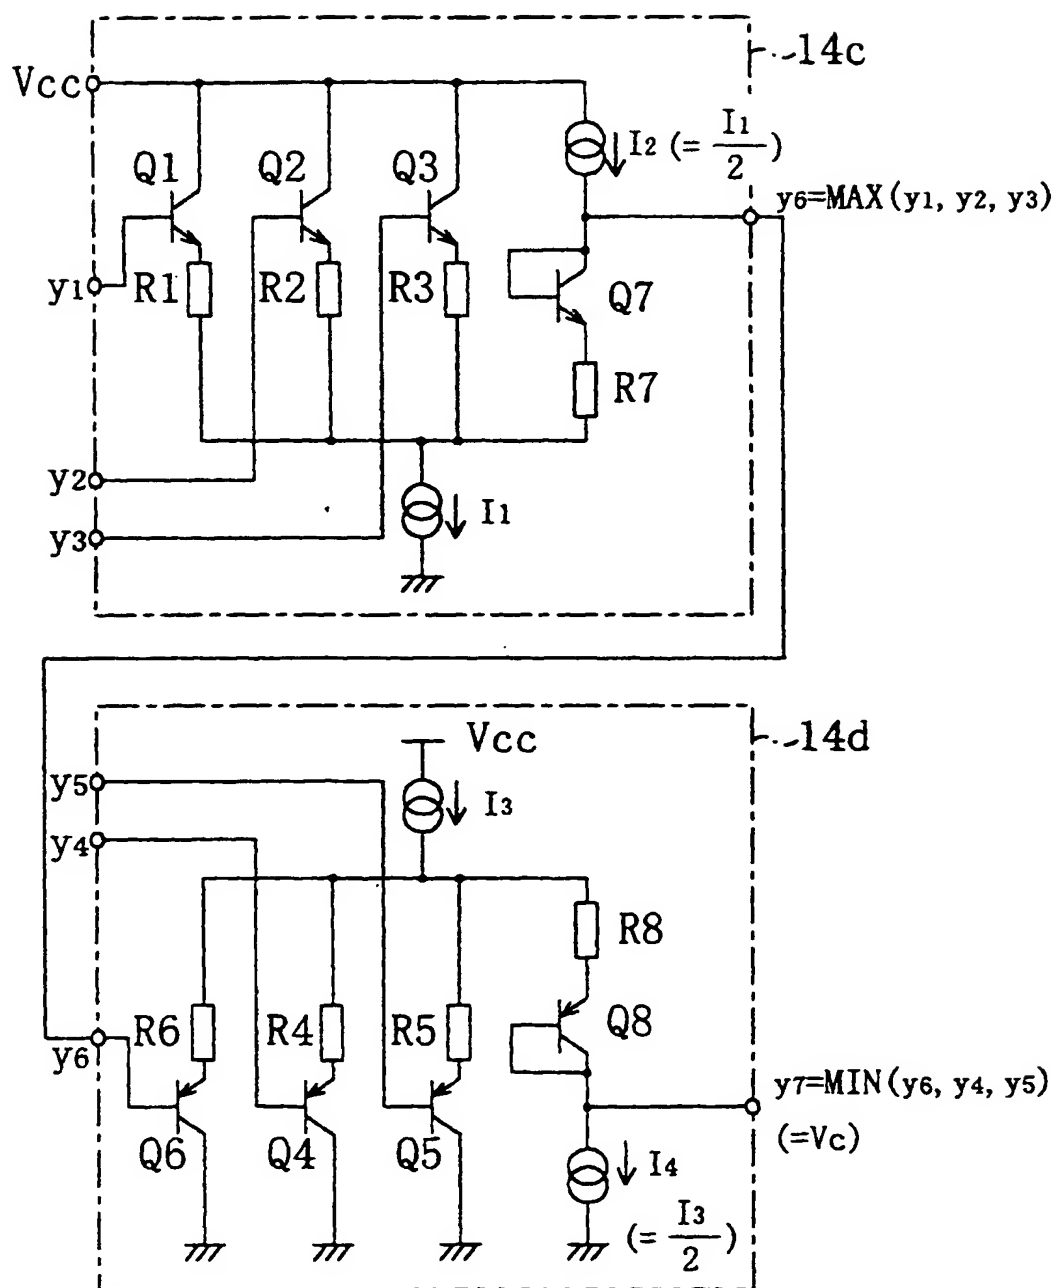 14c
Vcc
I2 (= I1/2)
Q1
Q2
Q3
y6=MAX(y1, y2, y3)
y1
R1
R2
R3
Q7
R7
y2
I1
y3
14d
Vcc
y5
I3
y4
R8
R6
R4
R5
Q8
y6
y7=MIN(y6, y4, y5)
(=Vc)
Q6
Q4
Q5
I4
(= I3/2)